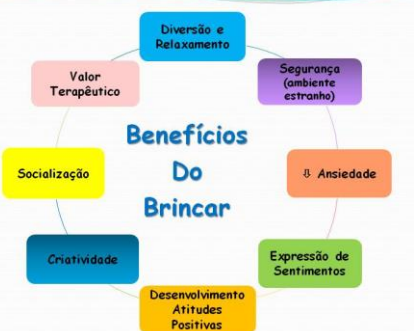 Benefícios
Do
Brincar
Diversão e
Relaxamento
Segurança
(ambiente
estranho)
⇩ Ansiedade
Expressão de
Sentimentos
Desenvolvimento
Atitudes
Positivas
Criatividade
Socialização
Valor
Terapêutico